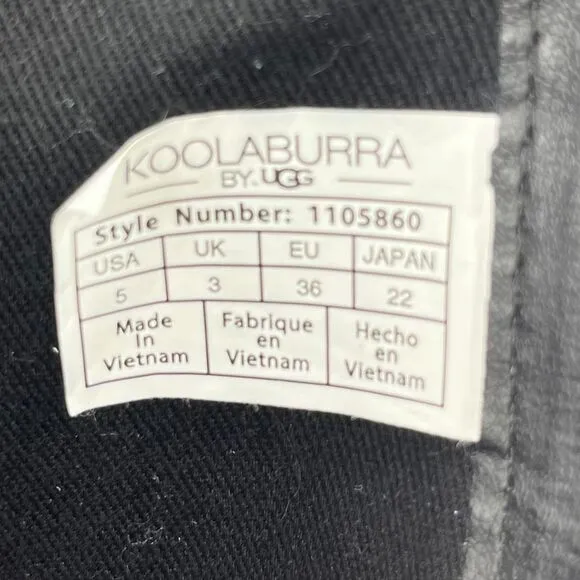 KOOLABURRA
BY UGG
Style Number: 1105860
USA UK EU JAPAN
5 3 36 22
Made Fabrique Hecho
In en en
Vietnam Vietnam Vietnam